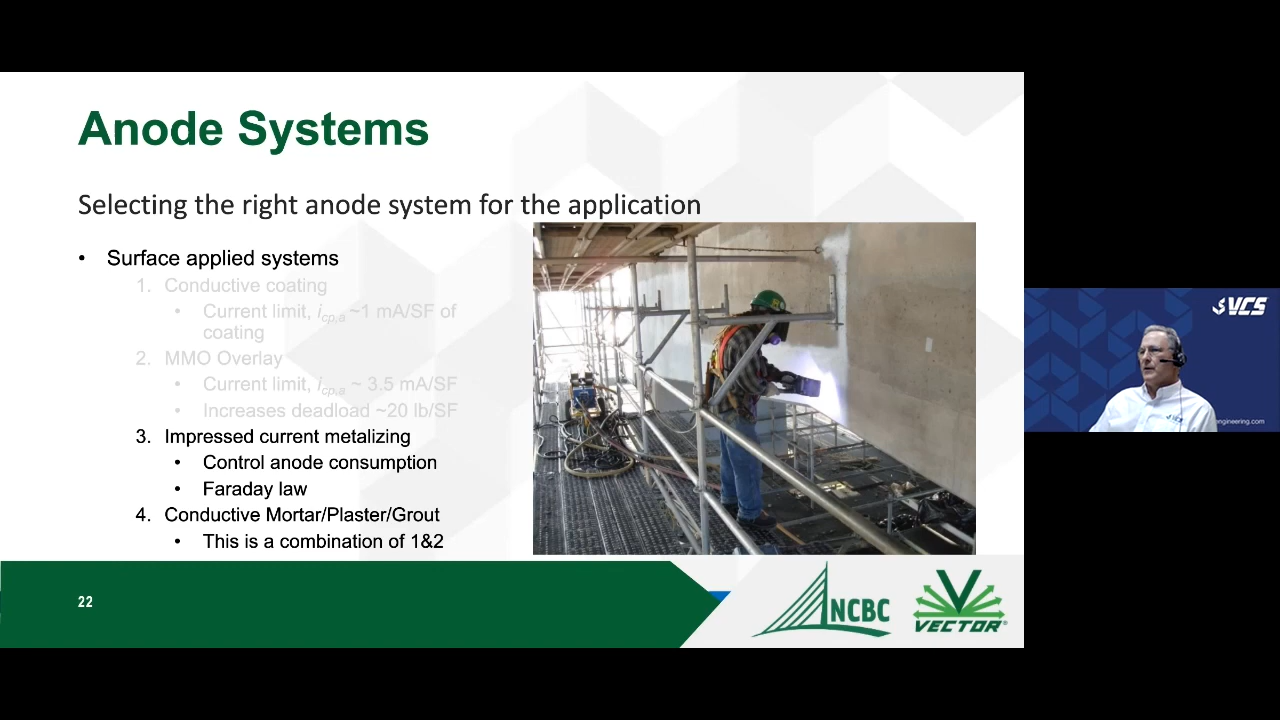 Anode Systems
Selecting the right anode system for the application
• Surface applied systems
1. Conductive coating
• Current limit, icp,a ~1 mA/SF of
coating
2. MMO Overlay
• Current limit, icp,a ~ 3.5 mA/SF
• Increases deadload ~20 lb/SF
3. Impressed current metalizing
• Control anode consumption
• Faraday law
4. Conductive Mortar/Plaster/Grout
• This is a combination of 1&2
22
NCBC
VECTOR®
VCS
ngineering.com